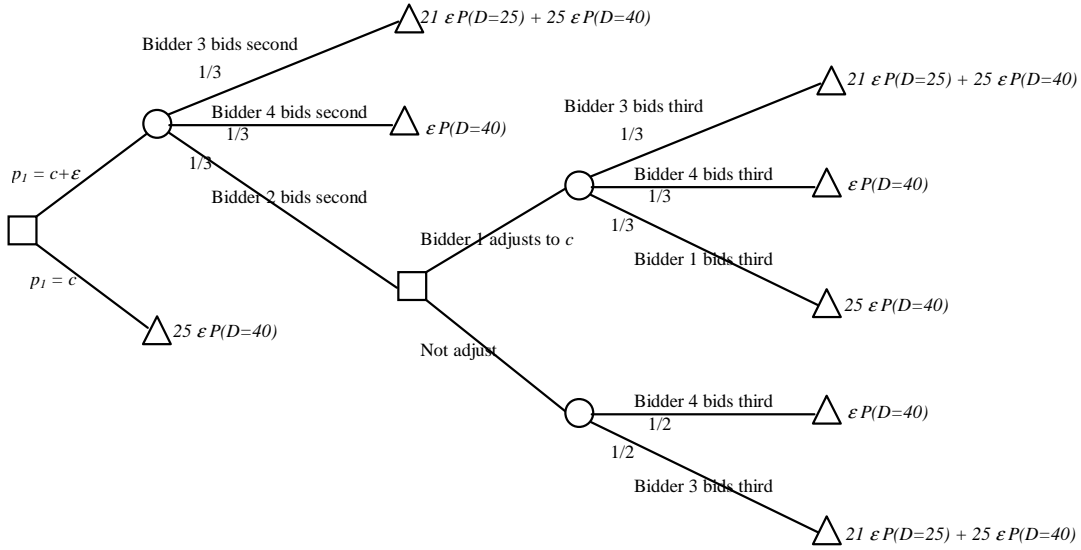 21 ε P(D=25) + 25 ε P(D=40)
Bidder 3 bids second
1/3
Bidder 4 bids second
1/3
ε P(D=40)
1/3
p1 = c+ε
Bidder 2 bids second
p1 = c
25 ε P(D=40)
Bidder 1 adjusts to c
Not adjust
21 ε P(D=25) + 25 ε P(D=40)
Bidder 3 bids third
1/3
Bidder 4 bids third
1/3
ε P(D=40)
1/3
Bidder 1 bids third
25 ε P(D=40)
Bidder 4 bids third
1/2
ε P(D=40)
1/2
Bidder 3 bids third
21 ε P(D=25) + 25 ε P(D=40)